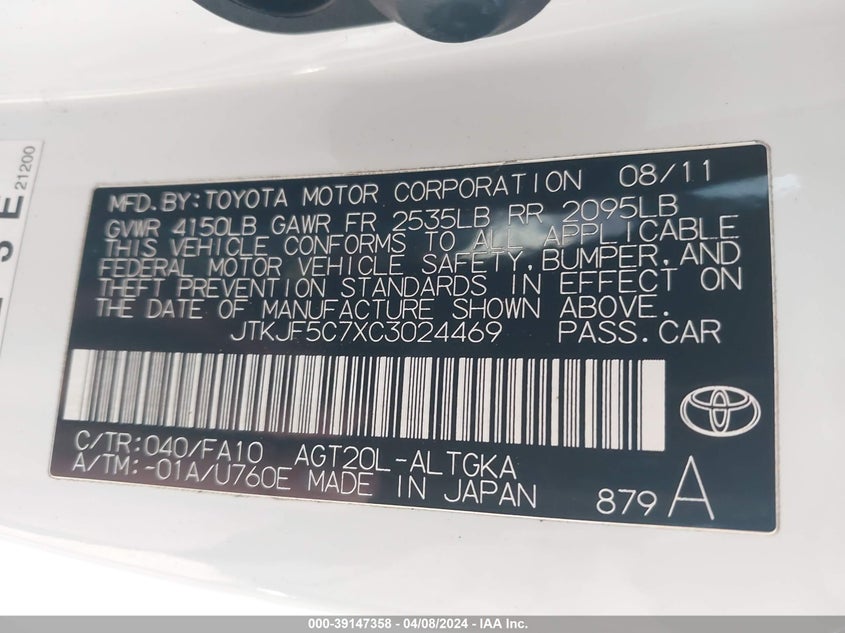 21200
MFD.BY:TOYOTA MOTOR CORPORATION 08/11
GVWR 4150LB GAWR FR 2535LB RR 2095LB
THIS VEHICLE CONFORMS TO ALL APPLICABLE
FEDERAL MOTOR VEHICLE SAFETY,BUMPER,AND
THEFT PREVENTION STANDARDS IN EFFECT ON
THE DATE OF MANUFACTURE SHOWN ABOVE.
JTKJF5C7XC3024469 PASS.CAR
C/TR:040/FA10 AGT20L-ALTGKA
A/TM:-01A/U760E MADE IN JAPAN
879 A
000-39147358 | 04/08/2024 | IAA Inc.